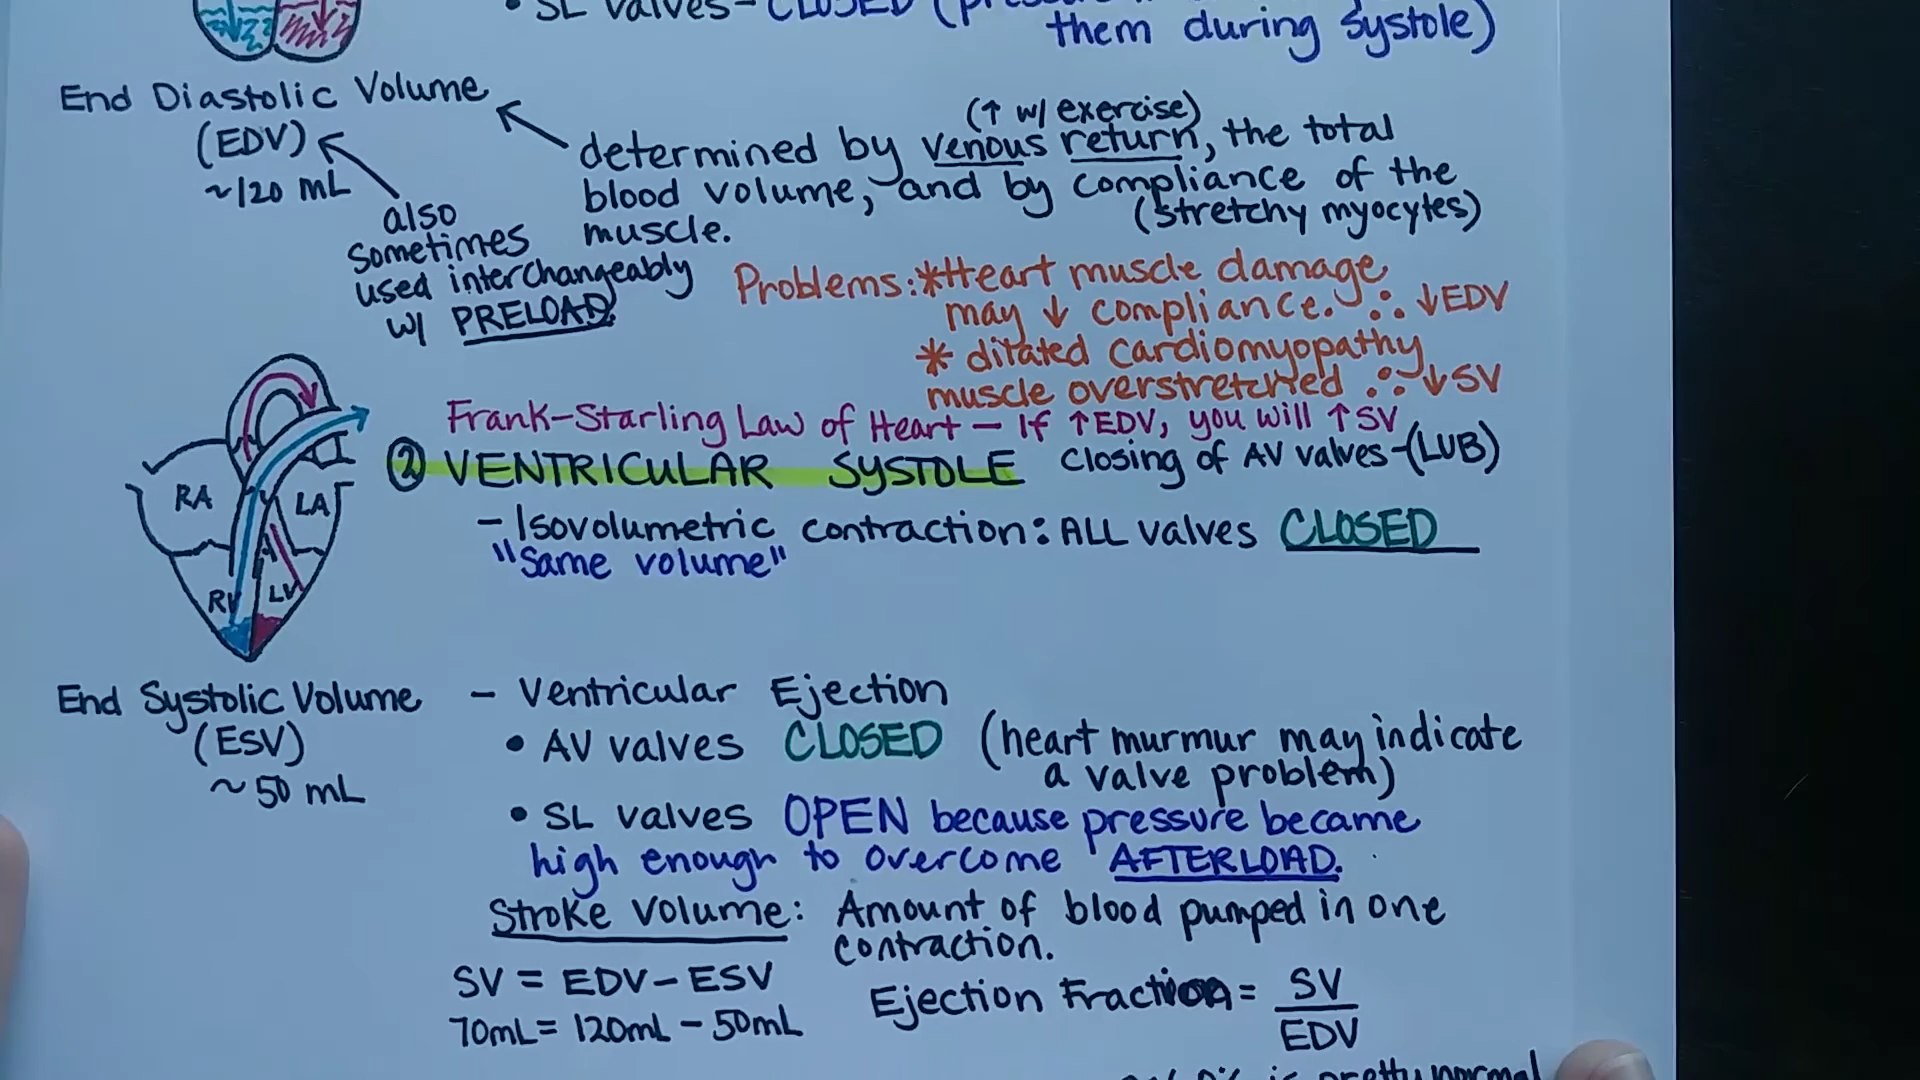 • SL valves - CLOSED (
them during systole)
End Diastolic Volume
(EDV)
~120 mL
(↑ w/ exercise)
determined by venous return, the total
blood volume, and by compliance of the
(stretchy myocytes)
muscle.
also
sometimes
used interchangeably
w/ PRELOAD.
Problems: *Heart muscle damage
may ↓ compliance. ∴ ↓EDV
* dilated cardiomyopathy
muscle overstretched ∴ ↓SV
Frank-Starling Law of Heart - If ↑EDV, you will ↑SV
② VENTRICULAR SYSTOLE Closing of AV valves-(LUB)
RA LA
RV LV
- Isovolumetric contraction: ALL valves CLOSED
"Same volume"
End Systolic Volume
(ESV)
~50 mL
- Ventricular Ejection
• AV valves CLOSED (heart murmur may indicate
a valve problem)
• SL valves OPEN because pressure became
high enough to overcome AFTERLOAD.
Stroke Volume: Amount of blood pumped in one
contraction.
SV = EDV - ESV
70mL = 120mL - 50mL
Ejection Fraction = SV
EDV
is pretty normal